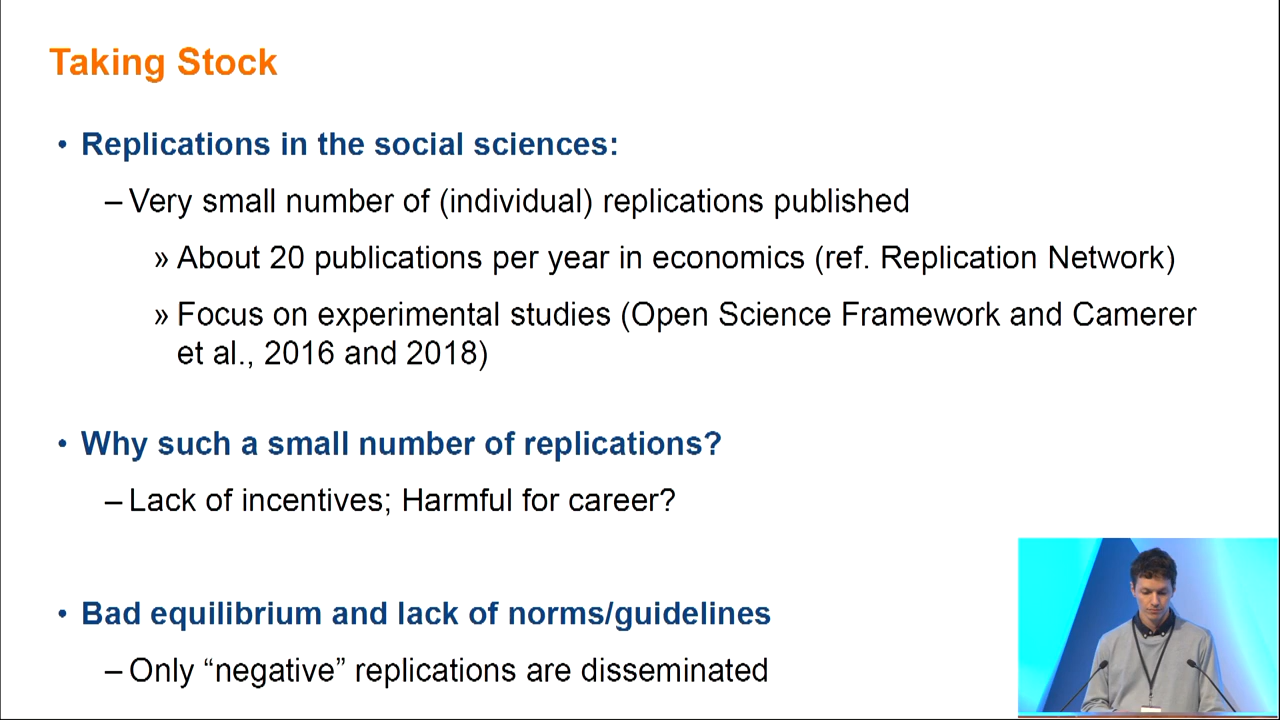 Taking Stock
• Replications in the social sciences:
– Very small number of (individual) replications published
» About 20 publications per year in economics (ref. Replication Network)
» Focus on experimental studies (Open Science Framework and Camerer
et al., 2016 and 2018)
• Why such a small number of replications?
– Lack of incentives; Harmful for career?
• Bad equilibrium and lack of norms/guidelines
– Only “negative” replications are disseminated